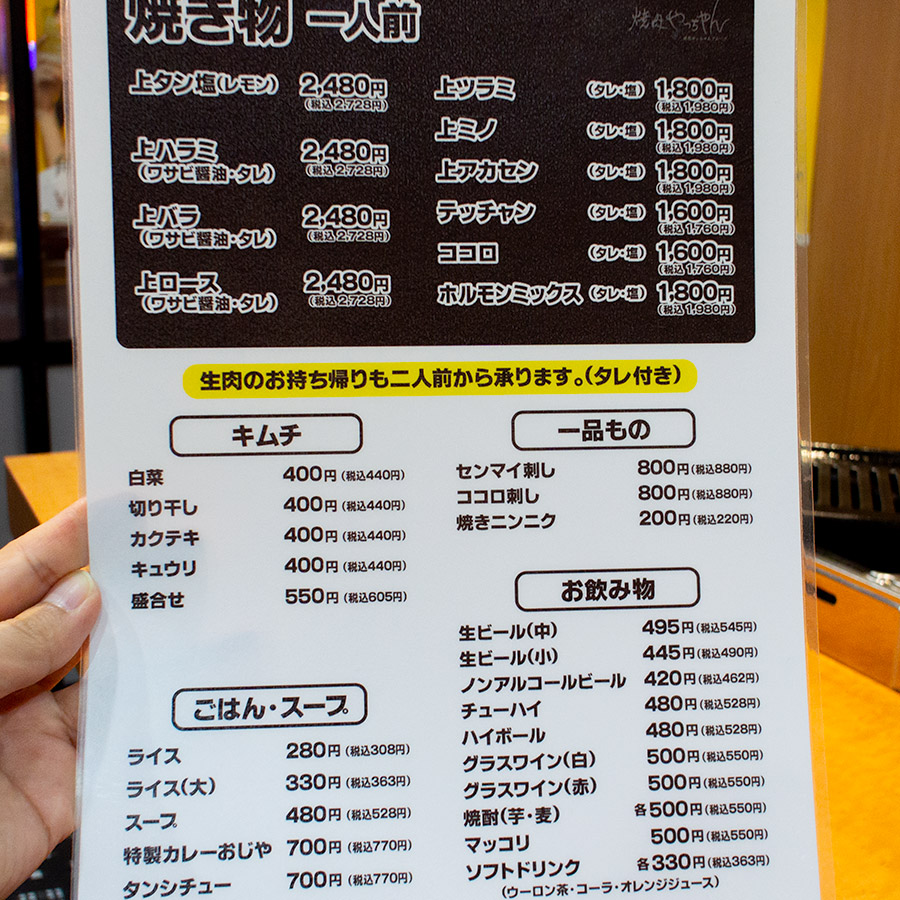 焼き物 一人前
焼肉やっちゃん
上タン塩(レモン) 2,480円
(税込2,728円)
上ハラミ 2,480円
(ワサビ醤油・タレ) (税込2,728円)
上バラ 2,480円
(ワサビ醤油・タレ) (税込2,728円)
上ロース 2,480円
(ワサビ醤油・タレ) (税込2,728円)
上ツラミ (タレ・塩) 1,800円
(税込1,980円)
上ミノ (タレ・塩) 1,800円
(税込1,980円)
上アカセン (タレ・塩) 1,800円
(税込1,980円)
テッチャン (タレ・塩) 1,600円
(税込1,760円)
ココロ (タレ・塩) 1,600円
(税込1,760円)
ホルモンミックス (タレ・塩) 1,800円
(税込1,980円)
生肉のお持ち帰りも二人前から承ります。(タレ付き)
キムチ
白菜 400円(税込440円)
切り干し 400円(税込440円)
カクテキ 400円(税込440円)
キュウリ 400円(税込440円)
盛合せ 550円(税込605円)
ごはん・スープ
ライス 280円(税込308円)
ライス(大) 330円(税込363円)
スープ 480円(税込528円)
特製カレーおじや 700円(税込770円)
タンシチュー 700円(税込770円)
一品もの
センマイ刺し 800円(税込880円)
ココロ刺し 800円(税込880円)
焼きニンニク 200円(税込220円)
お飲み物
生ビール(中) 495円(税込545円)
生ビール(小) 445円(税込490円)
ノンアルコールビール 420円(税込462円)
チューハイ 480円(税込528円)
ハイボール 480円(税込528円)
グラスワイン(白) 500円(税込550円)
グラスワイン(赤) 500円(税込550円)
焼酎(芋・麦) 各500円(税込550円)
マッコリ 500円(税込550円)
ソフトドリンク 各330円(税込363円)
(ウーロン茶・コーラ・オレンジジュース)